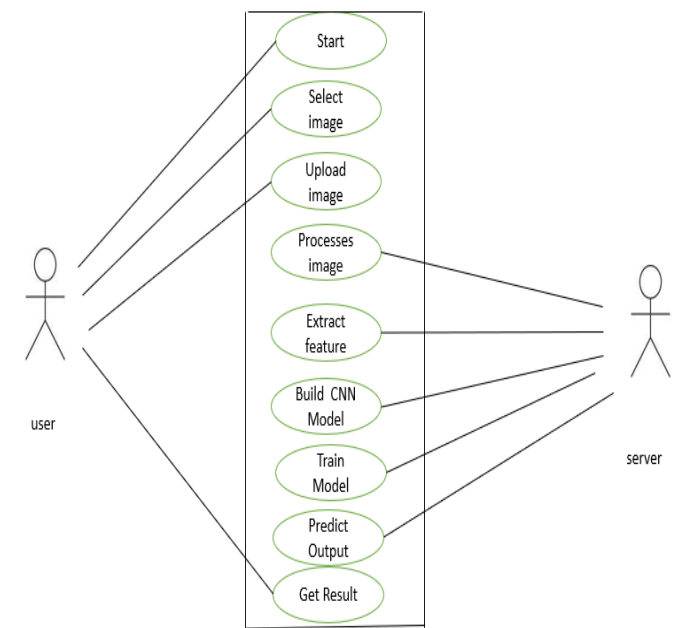 Start
Select
image
Upload
image
Processes
image
Extract
feature
Build CNN
Model
Train
Model
Predict
Output
Get Result
user
server